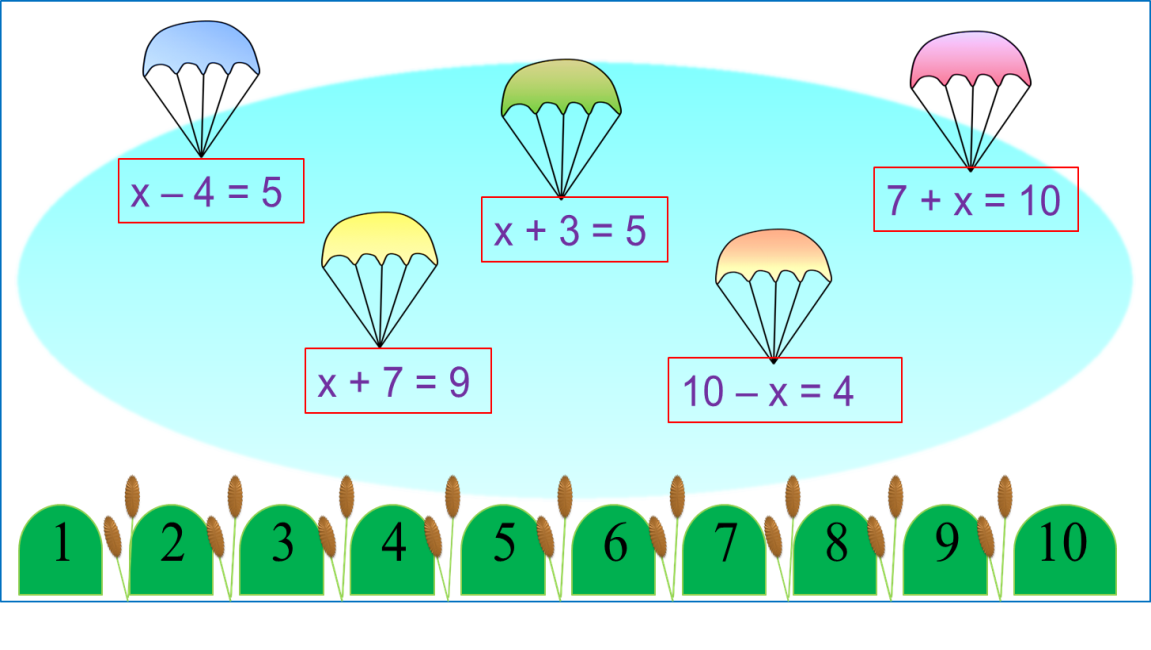 x – 4 = 5
7 + x = 10
x + 3 = 5
x + 7 = 9
10 – x = 4
1 2 3 4 5 6 7 8 9 10